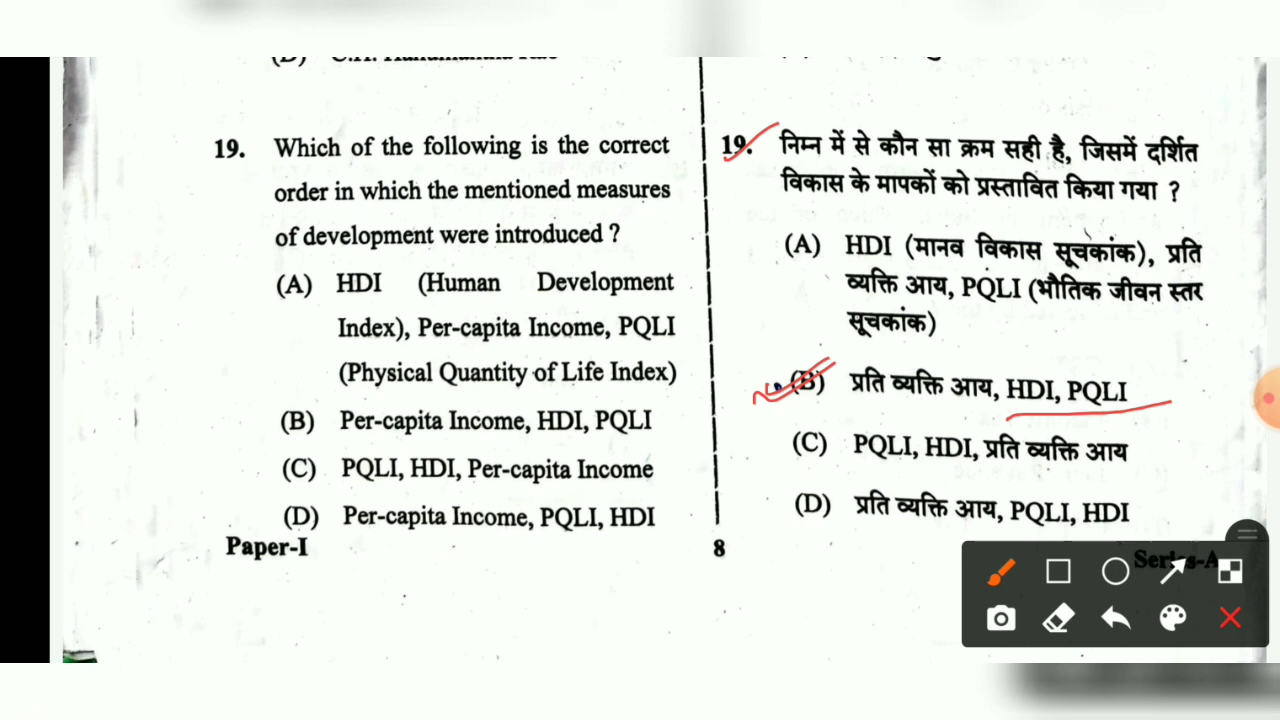 19. Which of the following is the correct
order in which the mentioned measures
of development were introduced ?
(A) HDI (Human Development
Index), Per-capita Income, PQLI
(Physical Quantity of Life Index)
(B) Per-capita Income, HDI, PQLI
(C) PQLI, HDI, Per-capita Income
(D) Per-capita Income, PQLI, HDI
Paper-I
8
19. निम्न में से कौन सा क्रम सही है, जिसमें दर्शित
विकास के मापकों को प्रस्तावित किया गया ?
(A) HDI (मानव विकास सूचकांक), प्रति
व्यक्ति आय, PQLI (भौतिक जीवन स्तर
सूचकांक)
(B) प्रति व्यक्ति आय, HDI, PQLI
(C) PQLI, HDI, प्रति व्यक्ति आय
(D) प्रति व्यक्ति आय, PQLI, HDI
Series-A